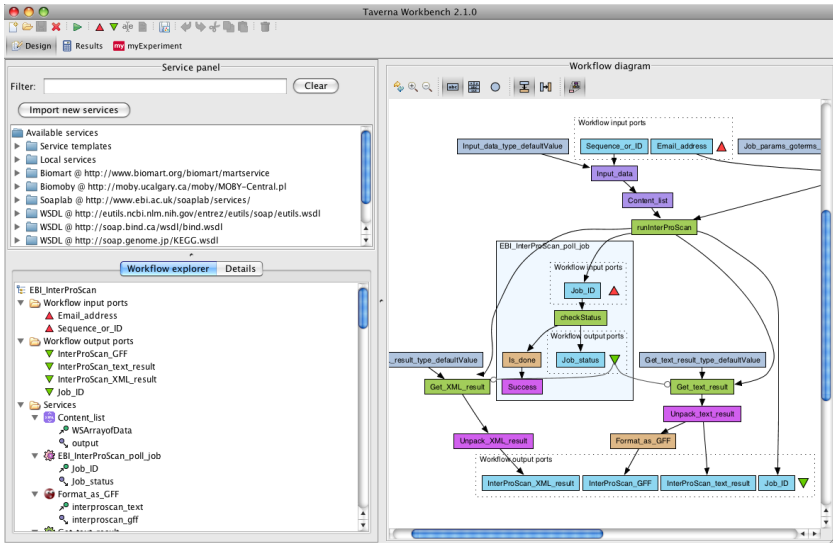 Taverna Workbench 2.1.0
Design Results my myExperiment
Service panel
Filter: Clear
Import new services
Available services
Service templates
Local services
Biomart @ http://www.biomart.org/biomart/martservice
Biomoby @ http://moby.ucalgary.ca/moby/MOBY-Central.pl
Soaplab @ http://www.ebi.ac.uk/soaplab/services/
WSDL @ http://eutils.ncbi.nlm.nih.gov/entrez/eutils/soap/eutils.wsdl
WSDL @ http://soap.bind.ca/wsdl/bind.wsdl
WSDL @ http://soap.genome.jp/KEGG.wsdl
Workflow explorer Details
EBI_InterProScan
Workflow input ports
Email_address
Sequence_or_ID
Workflow output ports
InterProScan_GFF
InterProScan_text_result
InterProScan_XML_result
Job_ID
Services
Content_list
WSArrayofData
output
EBI_InterProScan_poll_job
Job_ID
Job_status
Format_as_GFF
interproscan_text
interproscan_gff
Workflow diagram
Workflow input ports
Input_data_type_defaultValue Sequence_or_ID Email_address Job_params_goterms_
Input_data
Content_list
runInterProScan
EBI_InterProScan_poll_job
Workflow input ports
Job_ID
checkStatus
Workflow output ports
_result_type_defaultValue Is_done Job_status Get_text_result_type_defaultValue
Get_XML_result Success Get_text_result
Unpack_text_result
Unpack_XML_result Format_as_GFF
Workflow output ports
InterProScan_XML_result InterProScan_GFF InterProScan_text_result Job_ID